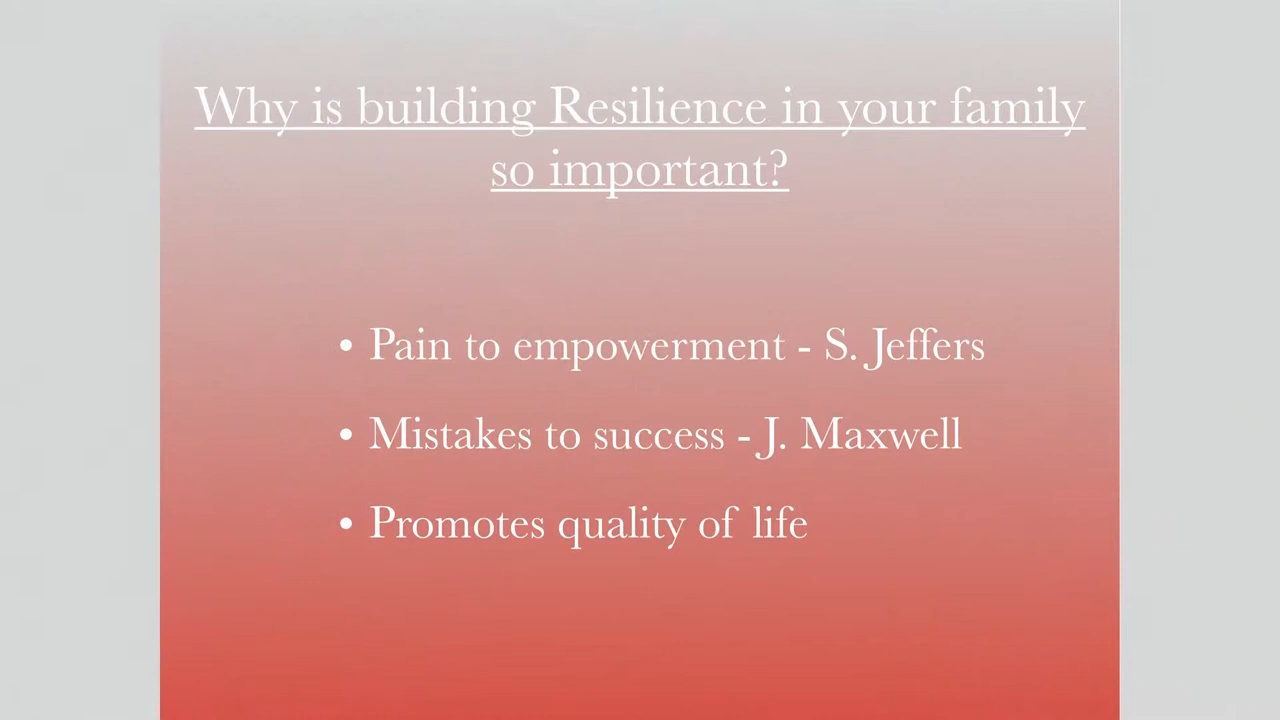 Why is building Resilience in your family
so important?
• Pain to empowerment - S. Jeffers
• Mistakes to success - J. Maxwell
• Promotes quality of life